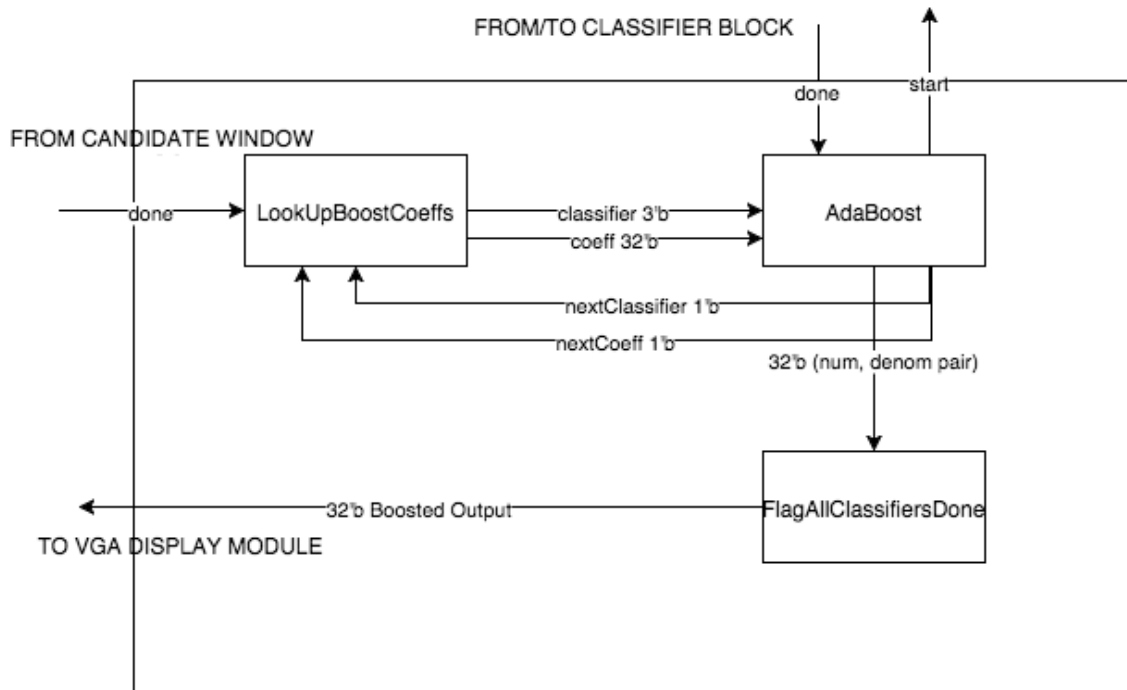 FROM/TO CLASSIFIER BLOCK
done
start
FROM CANDIDATE WINDOW
done
LookUpBoostCoeffs
classifier 3'b
coeff 32'b
AdaBoost
nextClassifier 1'b
nextCoeff 1'b
32'b (num, denom pair)
32'b Boosted Output
FlagAllClassifiersDone
TO VGA DISPLAY MODULE